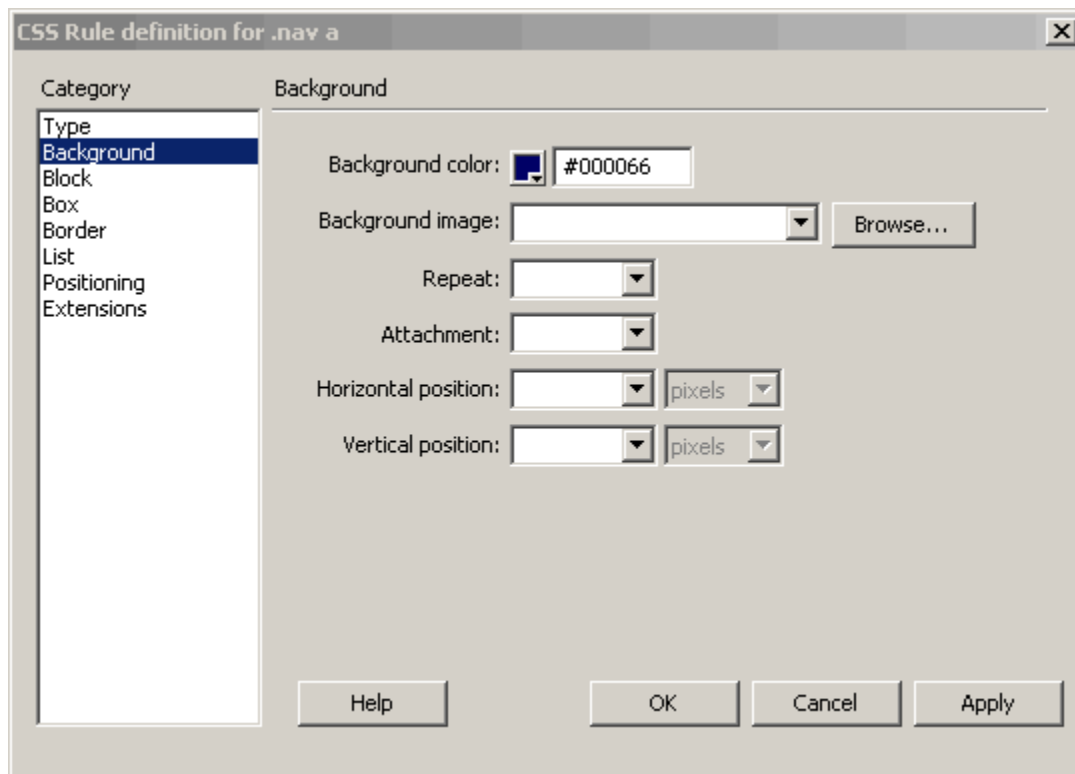 CSS Rule definition for .nav a
Category
Background
Type
Background
Block
Box
Border
List
Positioning
Extensions
Background color: #000066
Background image: Browse...
Repeat:
Attachment:
Horizontal position: pixels
Vertical position: pixels
Help OK Cancel Apply